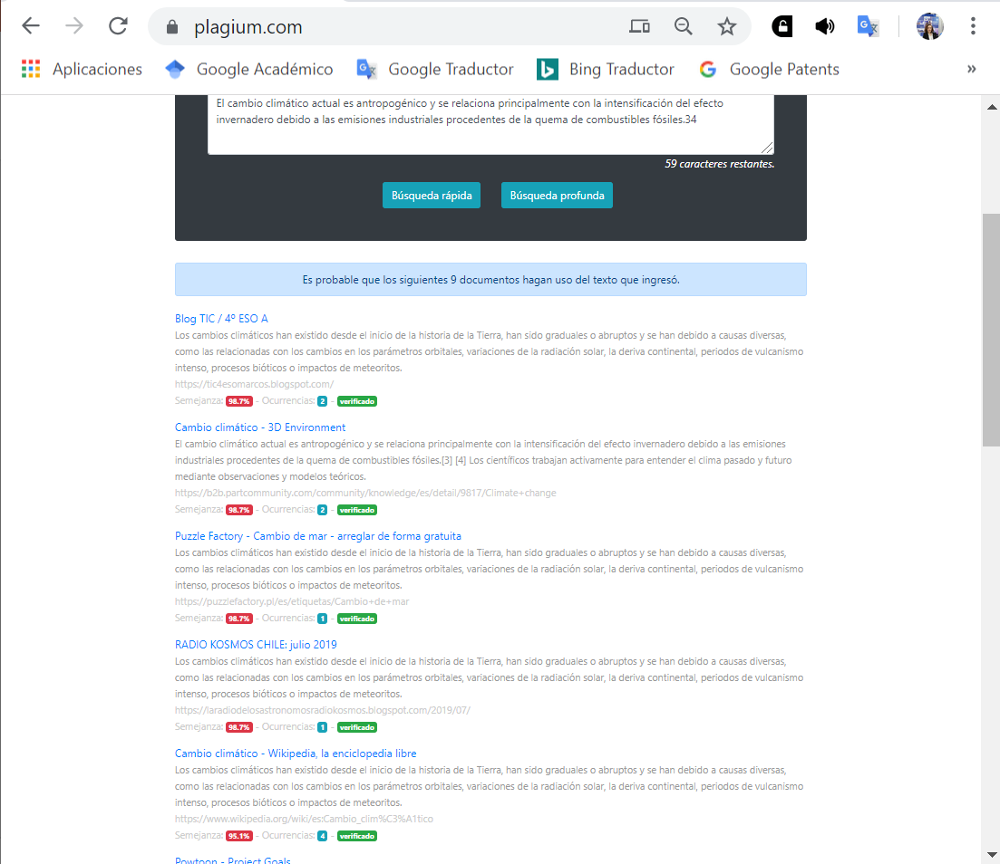 plagium.com
Aplicaciones Google Académico Google Traductor Bing Traductor Google Patents »
El cambio climático actual es antropogénico y se relaciona principalmente con la intensificación del efecto
invernadero debido a las emisiones industriales procedentes de la quema de combustibles fósiles.34
59 caracteres restantes.
Búsqueda rápida Búsqueda profunda
Es probable que los siguientes 9 documentos hagan uso del texto que ingresó.
Blog TIC / 4º ESO A
Los cambios climáticos han existido desde el inicio de la historia de la Tierra, han sido graduales o abruptos y se han debido a causas diversas,
como las relacionadas con los cambios en los parámetros orbitales, variaciones de la radiación solar, la deriva continental, periodos de vulcanismo
intenso, procesos bióticos o impactos de meteoritos.
https://tic4esomarcos.blogspot.com/
Semejanza: 98.7% - Ocurrencias: 2 - verificado
Cambio climático - 3D Environment
El cambio climático actual es antropogénico y se relaciona principalmente con la intensificación del efecto invernadero debido a las emisiones
industriales procedentes de la quema de combustibles fósiles.[3] [4] Los científicos trabajan activamente para entender el clima pasado y futuro
mediante observaciones y modelos teóricos.
https://b2b.partcommunity.com/community/knowledge/es/detail/9817/Climate+change
Semejanza: 98.7% - Ocurrencias: 2 - verificado
Puzzle Factory - Cambio de mar - arreglar de forma gratuita
Los cambios climáticos han existido desde el inicio de la historia de la Tierra, han sido graduales o abruptos y se han debido a causas diversas,
como las relacionadas con los cambios en los parámetros orbitales, variaciones de la radiación solar, la deriva continental, periodos de vulcanismo
intenso, procesos bióticos o impactos de meteoritos.
https://puzzlefactory.pl/es/etiquetas/Cambio+de+mar
Semejanza: 98.7% - Ocurrencias: 1 - verificado
RADIO KOSMOS CHILE: julio 2019
Los cambios climáticos han existido desde el inicio de la historia de la Tierra, han sido graduales o abruptos y se han debido a causas diversas,
como las relacionadas con los cambios en los parámetros orbitales, variaciones de la radiación solar, la deriva continental, periodos de vulcanismo
intenso, procesos bióticos o impactos de meteoritos.
https://laradiodelosastronomosradiokosmos.blogspot.com/2019/07/
Semejanza: 98.7% - Ocurrencias: 1 - verificado
Cambio climático - Wikipedia, la enciclopedia libre
Los cambios climáticos han existido desde el inicio de la historia de la Tierra, han sido graduales o abruptos y se han debido a causas diversas,
como las relacionadas con los cambios en los parámetros orbitales, variaciones de la radiación solar, la deriva continental, periodos de vulcanismo
intenso, procesos bióticos o impactos de meteoritos.
https://www.wikipedia.org/wiki/es:Cambio_clim%C3%A1tico
Semejanza: 95.1% - Ocurrencias: 4 - verificado
Powtoon - Project Goals